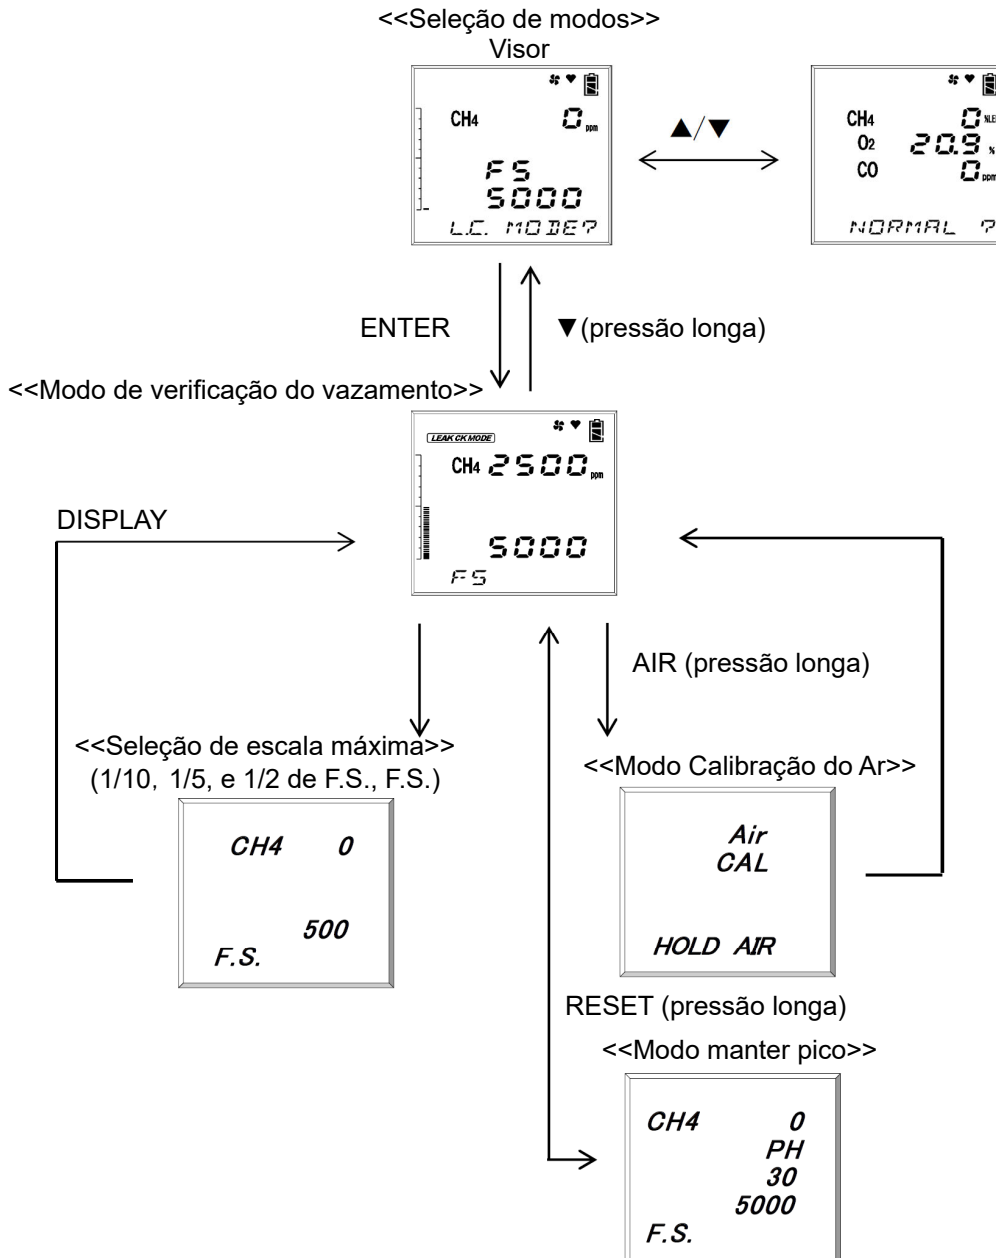 <<Seleção de modos>>
Visor
CH4 0 ppm
FS
5000
L.C. MODE?
▲/▼
CH4 0
O2 20.9 %
CO 0 ppm
NORMAL ?
ENTER
▼(pressão longa)
<<Modo de verificação do vazamento>>
LEAK CK MODE
CH4 2500 ppm
5000
FS
DISPLAY
AIR (pressão longa)
<<Seleção de escala máxima>>
(1/10, 1/5, e 1/2 de F.S., F.S.)
CH4 0
500
F.S.
<<Modo Calibração do Ar>>
Air
CAL
HOLD AIR
RESET (pressão longa)
<<Modo manter pico>>
CH4 0
PH
30
5000
F.S.